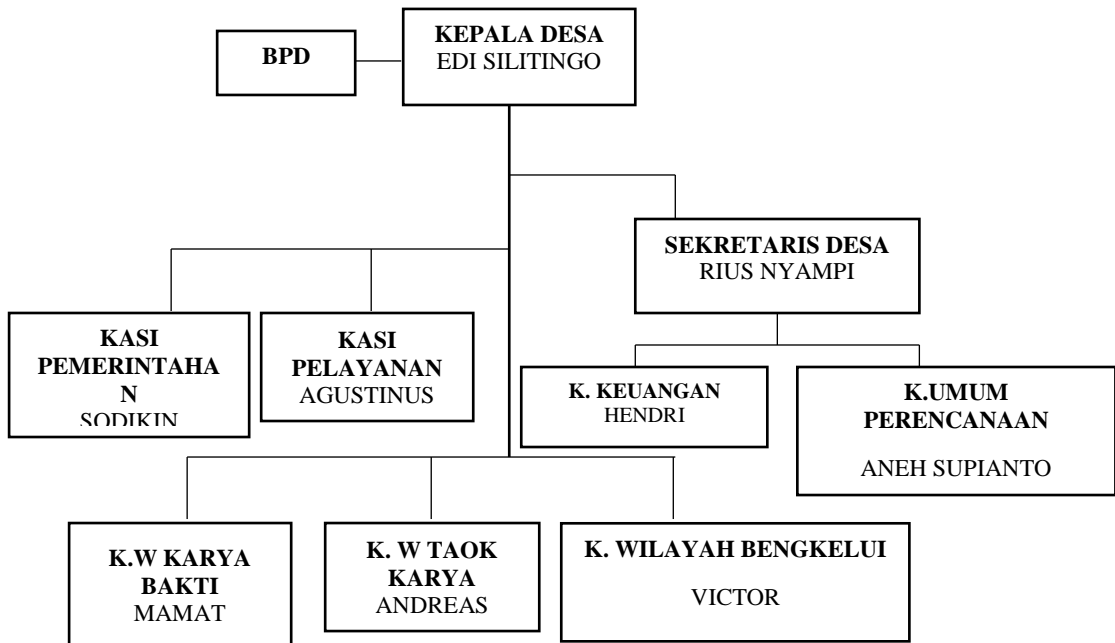 KEPALA DESA
EDI SILITINGO
BPD
SEKRETARIS DESA
RIUS NYAMPI
KASI
PEMERINTAHA
N
SODIKIN
KASI
PELAYANAN
AGUSTINUS
K. KEUANGAN
HENDRI
K.UMUM
PERENCANAAN
ANEH SUPIANTO
K.W KARYA
BAKTI
MAMAT
K. W TAOK
KARYA
ANDREAS
K. WILAYAH BENGKELUI
VICTOR